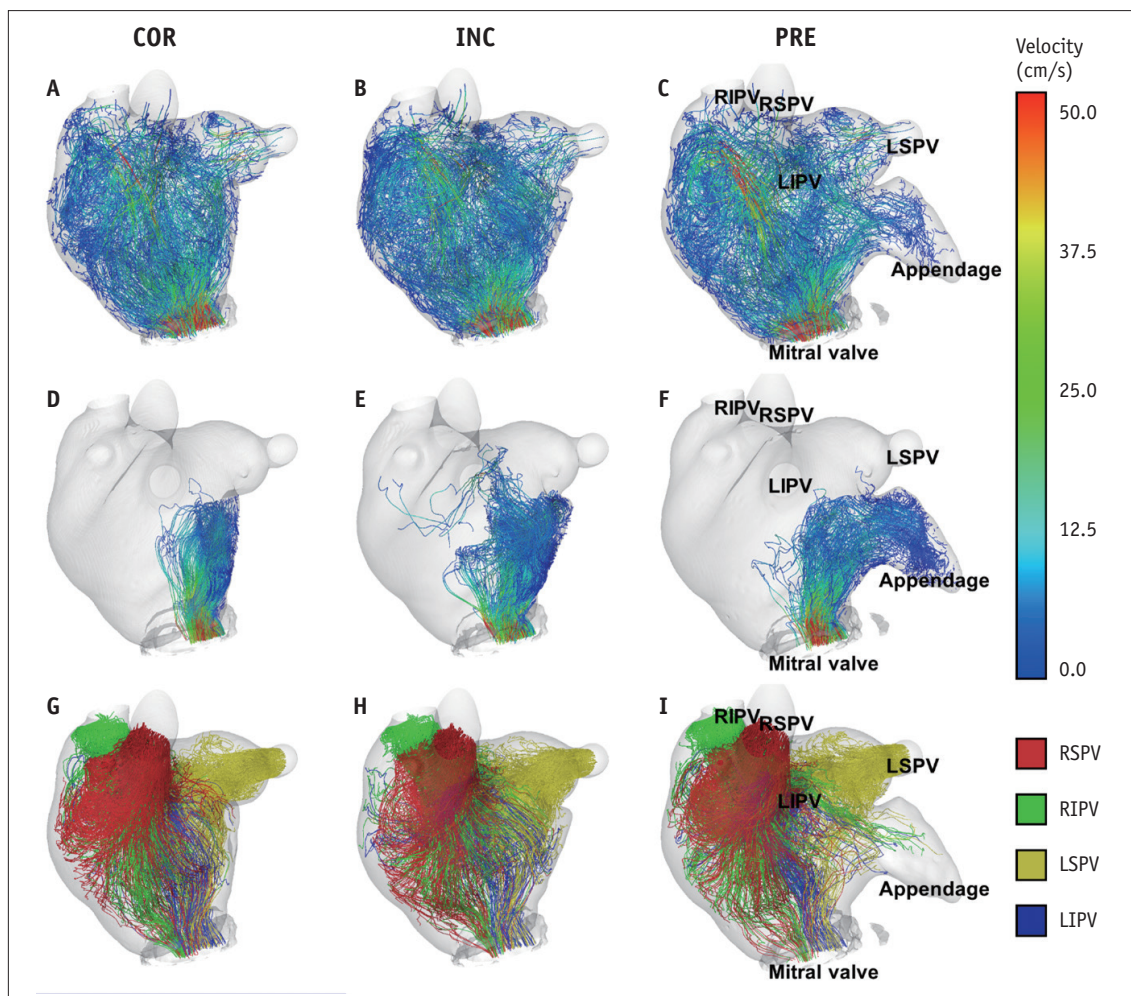 COR
INC
PRE
Velocity
(cm/s)
A
B
C
RIPV
RSPV
LSPV
LIPV
Appendage
Mitral valve
50.0
37.5
25.0
12.5
0.0
D
E
F
RIPV
RSPV
LSPV
LIPV
Appendage
Mitral valve
G
H
I
RIPV
RSPV
LSPV
LIPV
Appendage
Mitral valve
RSPV
RIPV
LSPV
LIPV